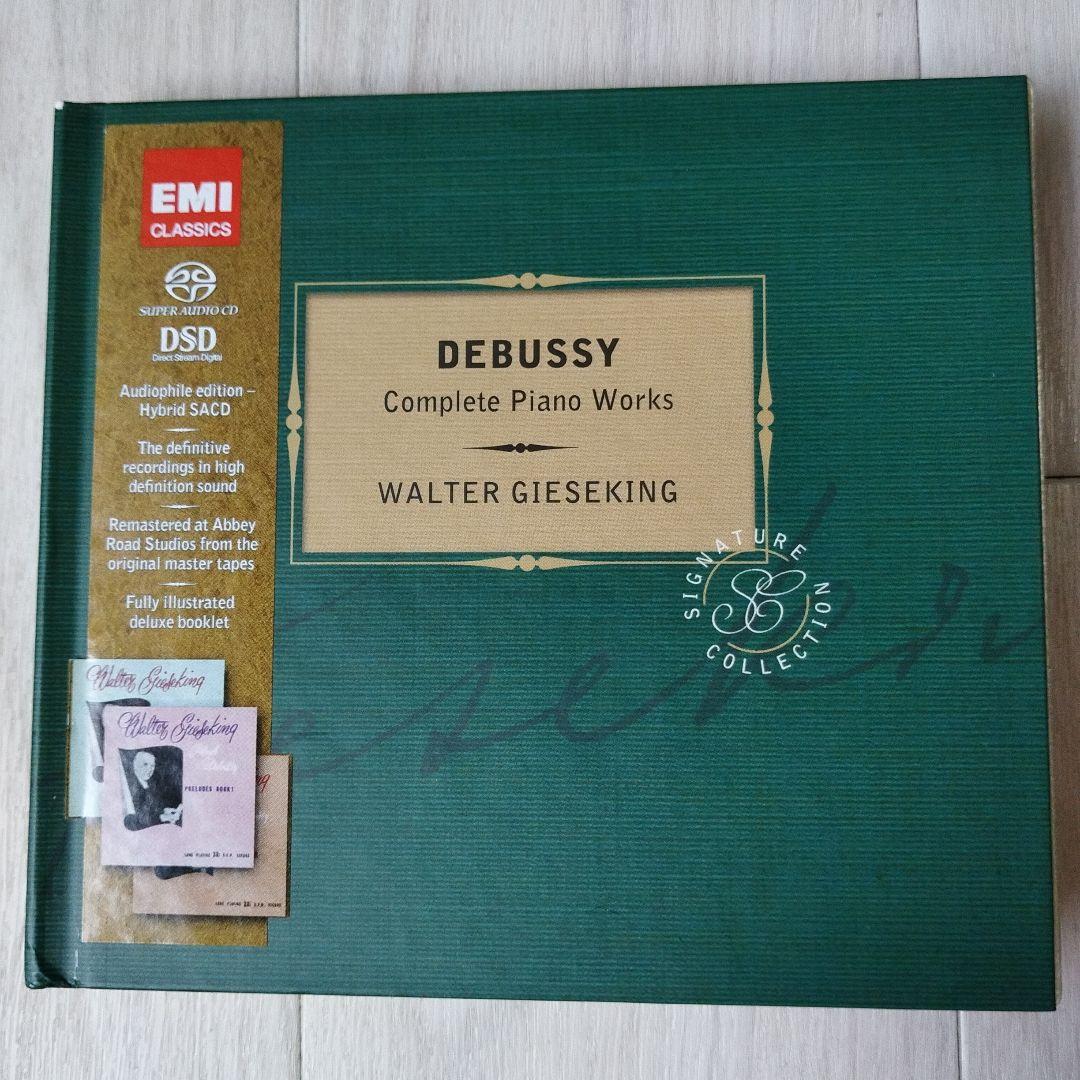 EMI
CLASSICS
SUPER AUDIO CD
DSD
Direct Stream Digital
Audiophile edition –
Hybrid SACD
The definitive
recordings in high
definition sound
Remastered at Abbey
Road Studios from the
original master tapes
Fully illustrated
deluxe booklet
Walter Gieseking
Walter Gieseking
PRELUDES BOOK I
DEBUSSY
Complete Piano Works
WALTER GIESEKING
SIGNATURE
SC
COLLECTION